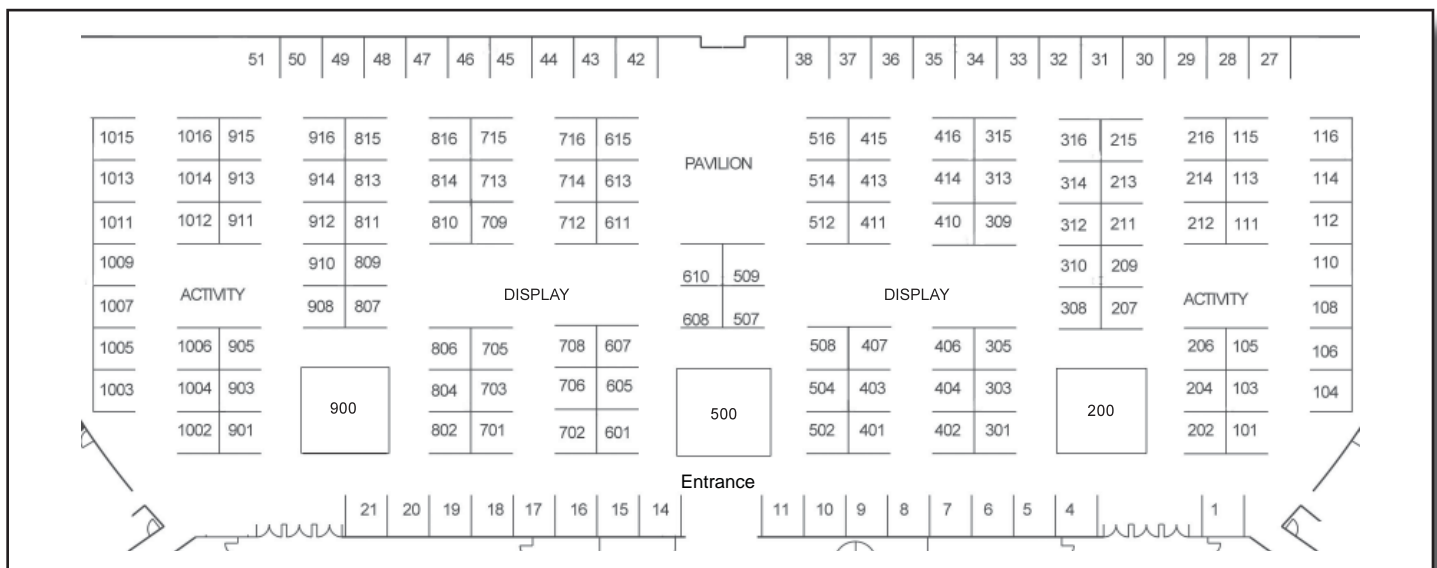 51 50 49 48 47 46 45 44 43 42 38 37 36 35 34 33 32 31 30 29 28 27
1015 1016 915 916 815 816 715 716 615 516 415 416 315 316 215 216 115 116
PAVILION
1013 1014 913 914 813 814 713 714 613 514 413 414 313 314 213 214 113 114
1011 1012 911 912 811 810 709 712 611 512 411 410 309 312 211 212 111 112
1009 910 809 610 509 310 209 110
ACTIVITY DISPLAY DISPLAY ACTIVITY
1007 908 807 608 507 308 207 108
1005 1006 905 806 705 708 607 508 407 406 305 206 105 106
1003 1004 903 804 703 706 605 504 403 404 303 204 103 104
900 500 200
1002 901 802 701 702 601 502 401 402 301 202 101
Entrance
21 20 19 18 17 16 15 14 11 10 9 8 7 6 5 4 1